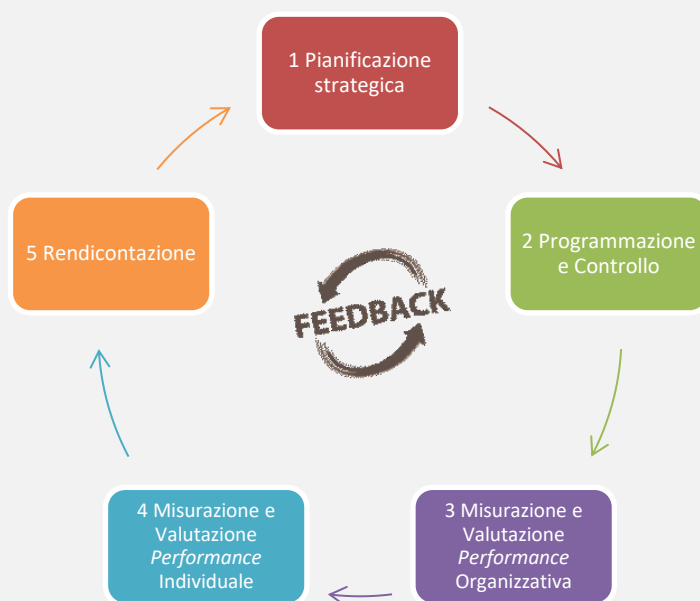 1 Pianificazione
strategica
2 Programmazione
e Controllo
3 Misurazione e
Valutazione
Performance
Organizzativa
4 Misurazione e
Valutazione
Performance
Individuale
5 Rendicontazione
FEEDBACK